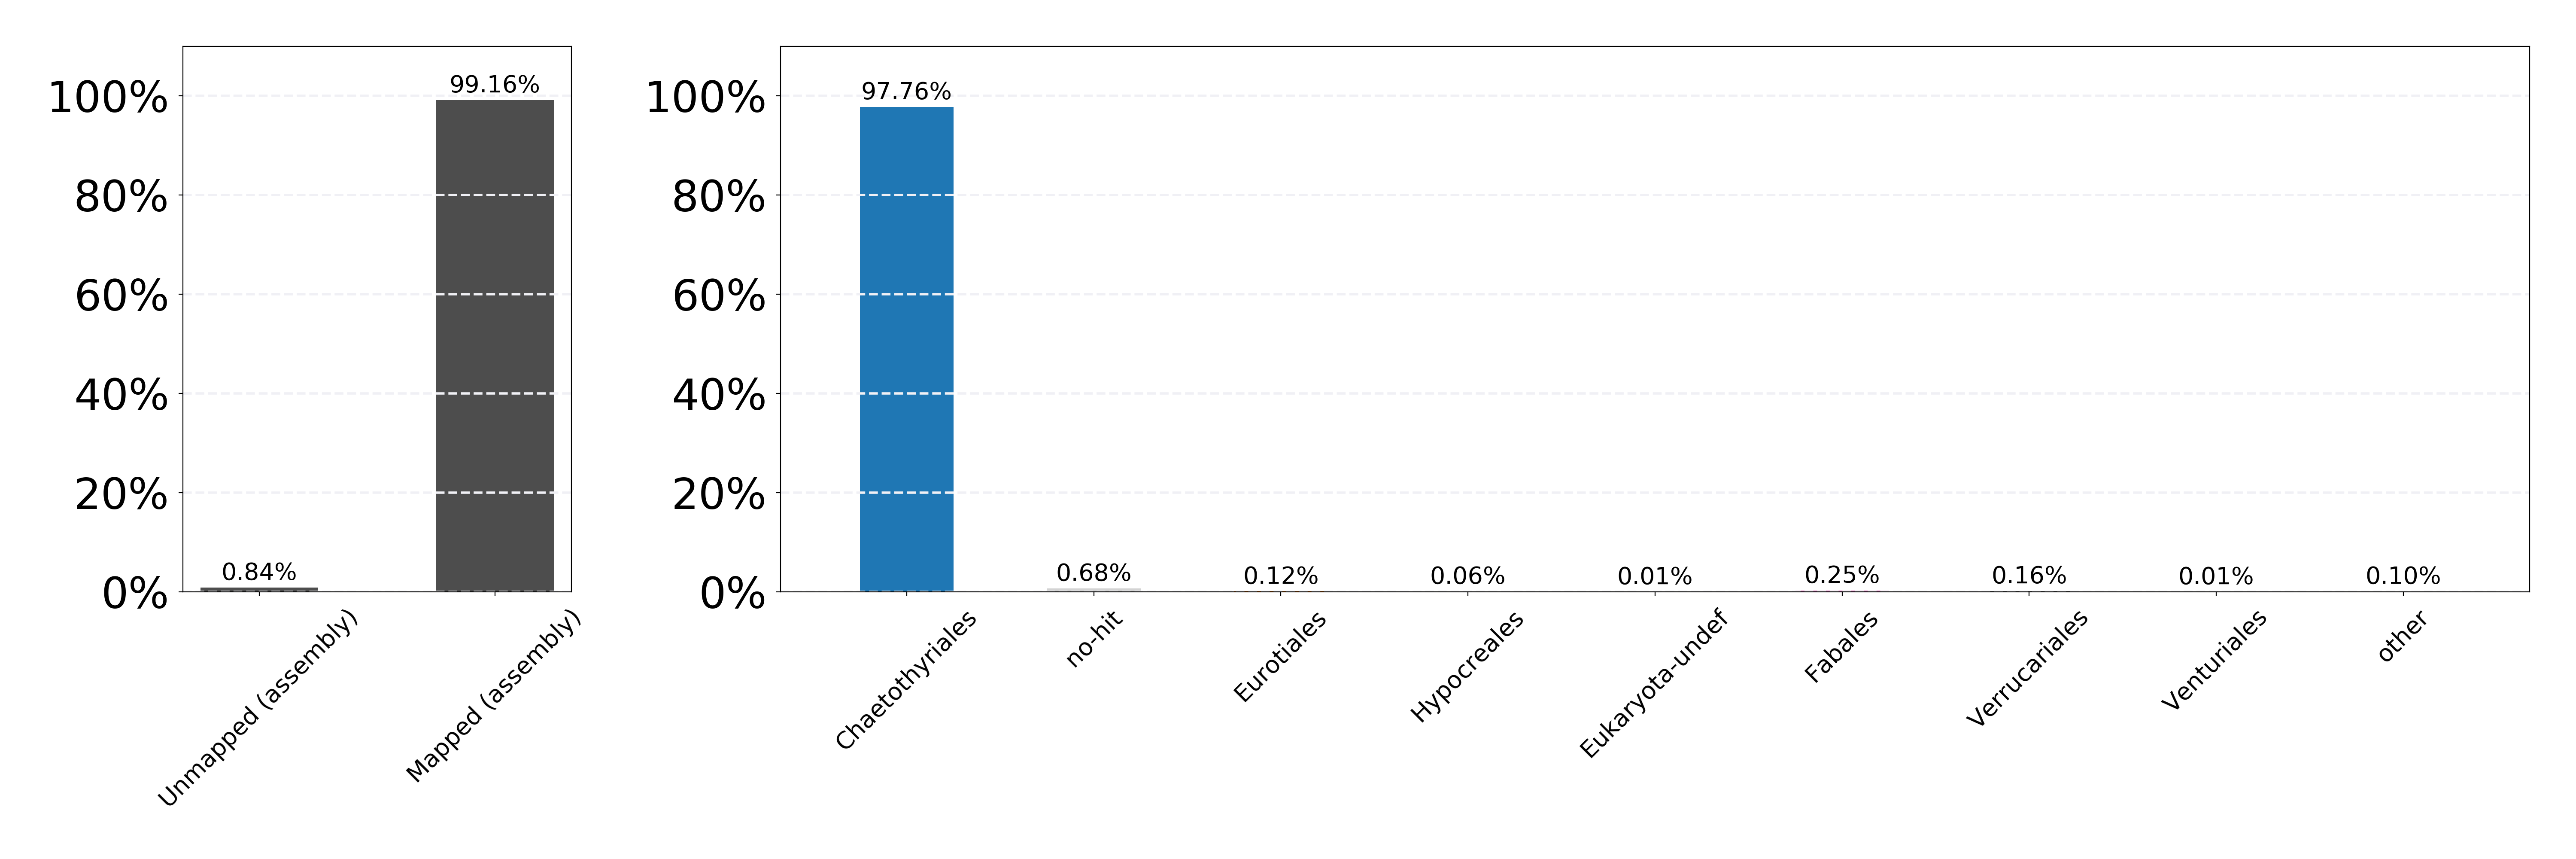 100%
80%
60%
40%
20%
0%
0.84%
99.16%
Unmapped (assembly)
Mapped (assembly)
100%
80%
60%
40%
20%
0%
97.76%
0.68%
0.12%
0.06%
0.01%
0.25%
0.16%
0.01%
0.10%
Chaetothyriales
no-hit
Eurotiales
Hypocreales
Eukaryota-undef
Fabales
Verrucariales
Venturiales
other